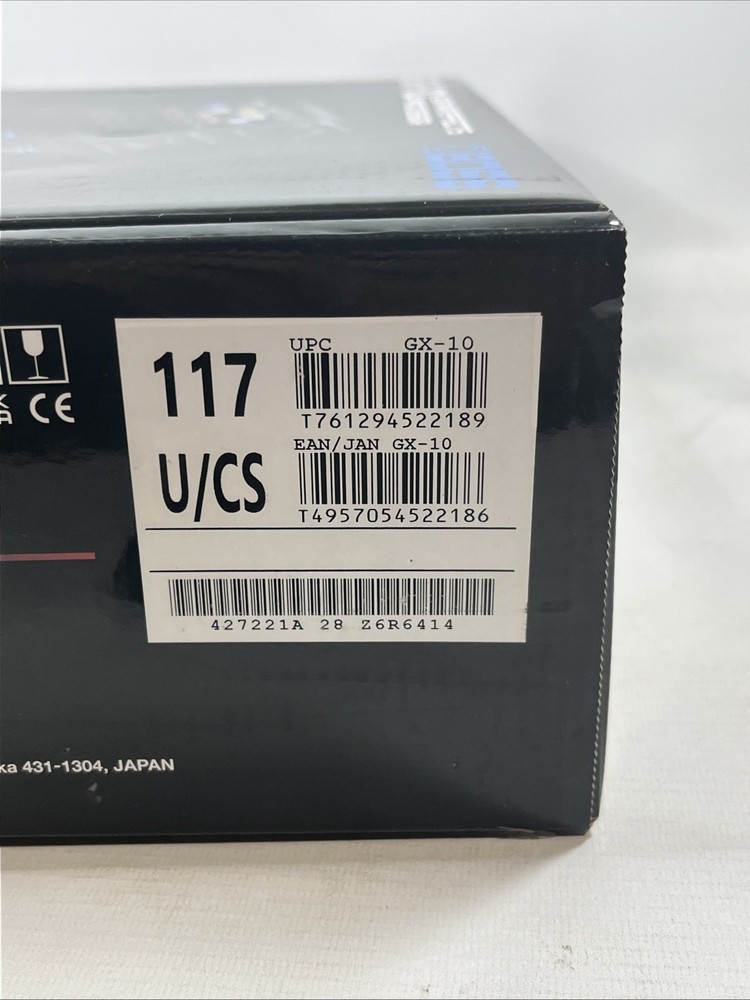 UPC GX-10
117
T761294522189
EAN/JAN GX-10
U/CS
T4957054522186
CE
427221A 28 Z6R6414
ka 431-1304, JAPAN